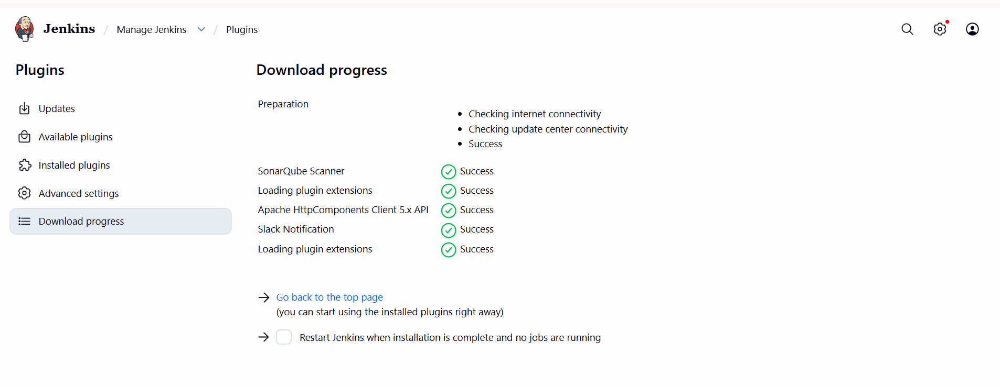 Jenkins / Manage Jenkins / Plugins
Plugins
Updates
Available plugins
Installed plugins
Advanced settings
Download progress
Download progress
Preparation
Checking internet connectivity
Checking update center connectivity
Success
SonarQube Scanner Success
Loading plugin extensions Success
Apache HttpComponents Client 5.x API Success
Slack Notification Success
Loading plugin extensions Success
Go back to the top page
(you can start using the installed plugins right away)
Restart Jenkins when installation is complete and no jobs are running